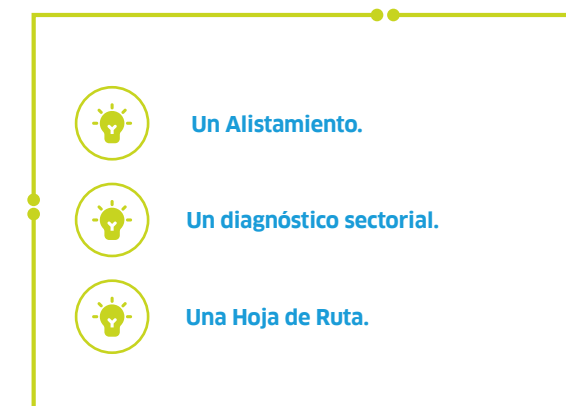 Un Alistamiento.
Un diagnóstico sectorial.
Una Hoja de Ruta.